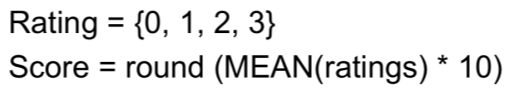 Rating = {0, 1, 2, 3}
Score = round (MEAN(ratings) * 10)